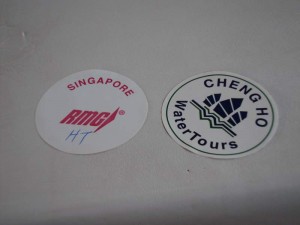 SINGAPORE
RMG
HT
CHENG HO
WaterTours